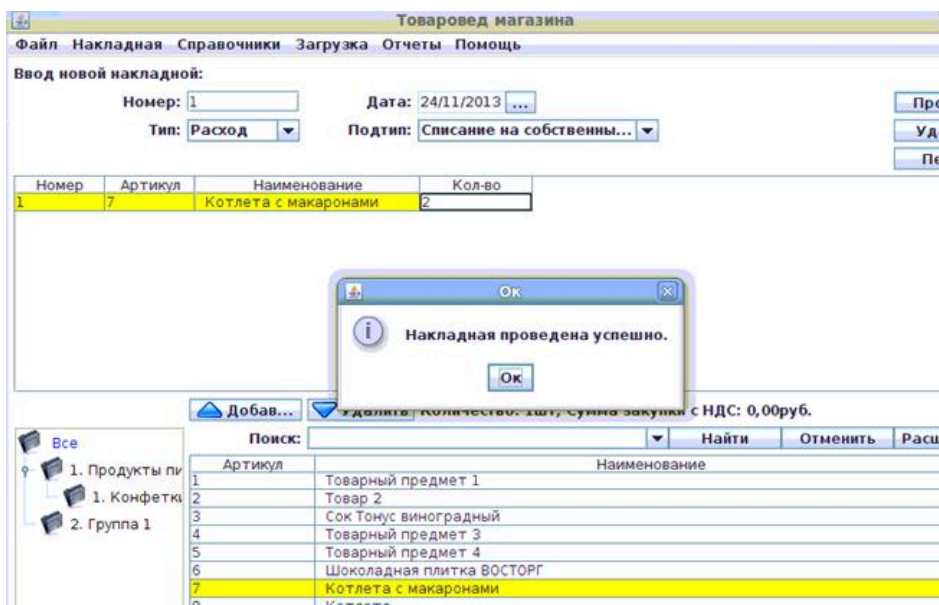 Товаровед магазина
Файл Накладная Справочники Загрузка Отчеты Помощь
Ввод новой накладной:
Номер: 1 Дата: 24/11/2013 ...
Тип: Расход Подтип: Списание на собственны...
Номер Артикул Наименование Кол-во
1 7 Котлета с макаронами 2
Ок
Накладная проведена успешно.
Ок
Добав... Удалить Количество: 1шт, Сумма закупки с НДС: 0,00руб.
Все
1. Продукты пи
1. Конфетки
2. Группа 1
Поиск: Найти Отменить Расш
Артикул Наименование
1 Товарный предмет 1
2 Товар 2
3 Сок Тонус виноградный
4 Товарный предмет 3
5 Товарный предмет 4
6 Шоколадная плитка ВОСТОРГ
7 Котлета с макаронами